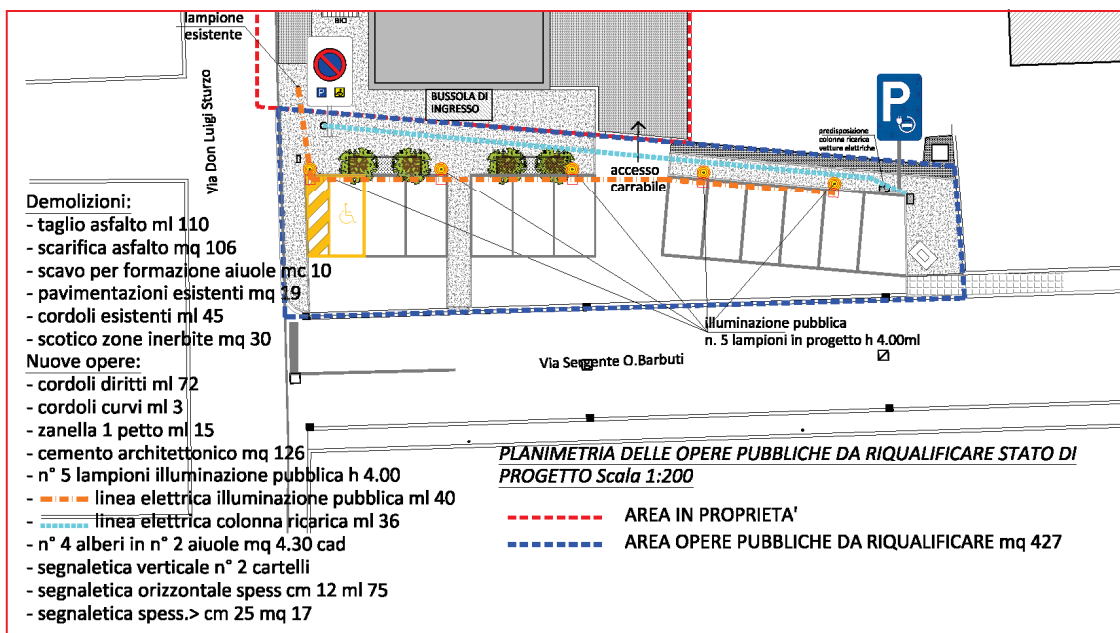 lampione
esistente
BICI
P
BUSSOLA DI
INGRESSO
P
predisposizione
colonna ricarica
vetture elettriche
Via Don Luigi Sturzo
accesso
carrabile
Demolizioni:
- taglio asfalto ml 110
- scarifica asfalto mq 106
- scavo per formazione aiuole mc 10
- pavimentazioni esistenti mq 19
- cordoli esistenti ml 45
- scotico zone inerbite mq 30
Nuove opere:
- cordoli diritti ml 72
- cordoli curvi ml 3
- zanella 1 petto ml 15
- cemento architettonico mq 126
- n° 5 lampioni illuminazione pubblica h 4.00
- linea elettrica illuminazione pubblica ml 40
- linea elettrica colonna ricarica ml 36
- n° 4 alberi in n° 2 aiuole mq 4.30 cad
- segnaletica verticale n° 2 cartelli
- segnaletica orizzontale spess cm 12 ml 75
- segnaletica spess.> cm 25 mq 17
illuminazione pubblica
n. 5 lampioni in progetto h 4.00ml
Via Sergente O.Barbuti
PLANIMETRIA DELLE OPERE PUBBLICHE DA RIQUALIFICARE STATO DI
PROGETTO Scala 1:200
AREA IN PROPRIETA'
AREA OPERE PUBBLICHE DA RIQUALIFICARE mq 427